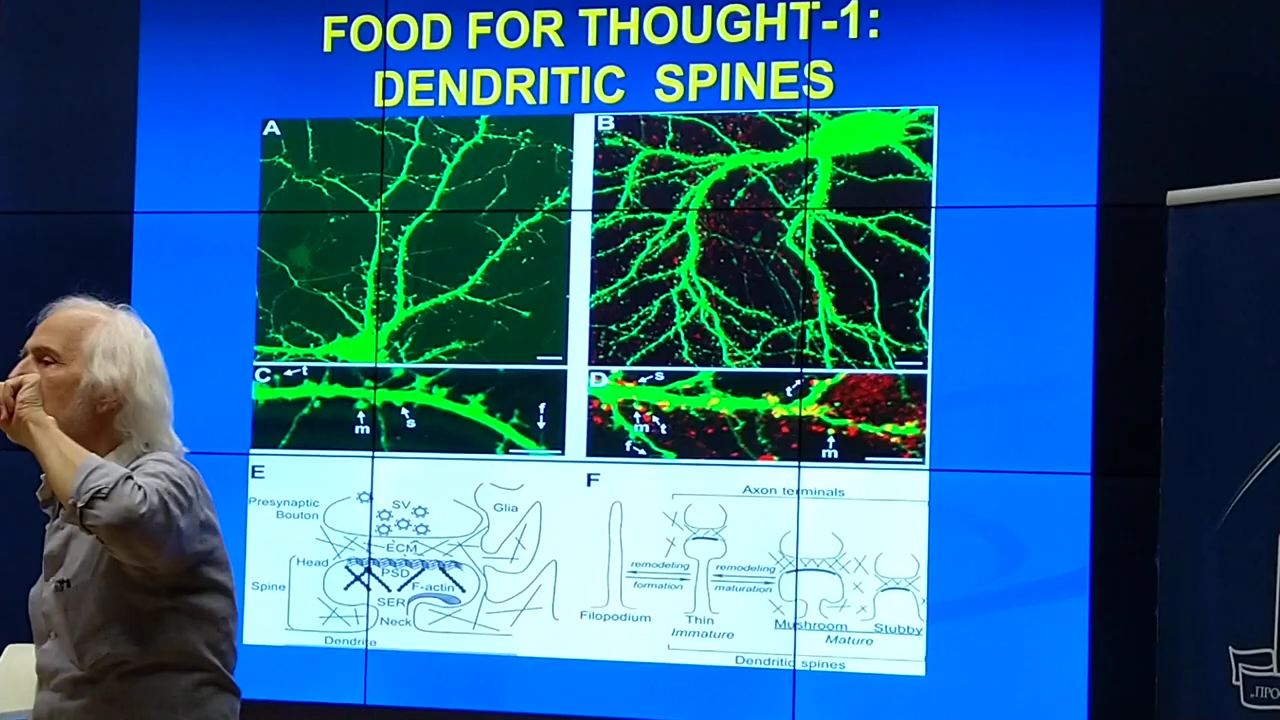 FOOD FOR THOUGHT-1:
DENDRITIC SPINES
A
B
C
t
m
s
f
D
s
t
m
t
f
m
E
Presynaptic
Bouton
SV
Glia
ECM
Head
PSD
Spine
F-actin
SER
Neck
Dendrite
F
Axon terminals
remodeling
formation
remodeling
maturation
Filopodium
Thin
Immature
Mushroom
Stubby
Mature
Dendritic spines
„ПРО